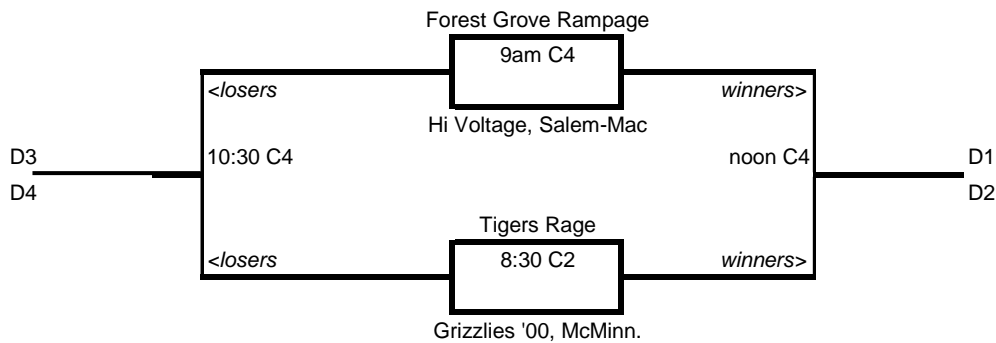 Forest Grove Rampage
9am C4
<losers
winners>
Hi Voltage, Salem-Mac
D3
10:30 C4
noon C4
D1
D4
D2
Tigers Rage
<losers
8:30 C2
winners>
Grizzlies '00, McMinn.